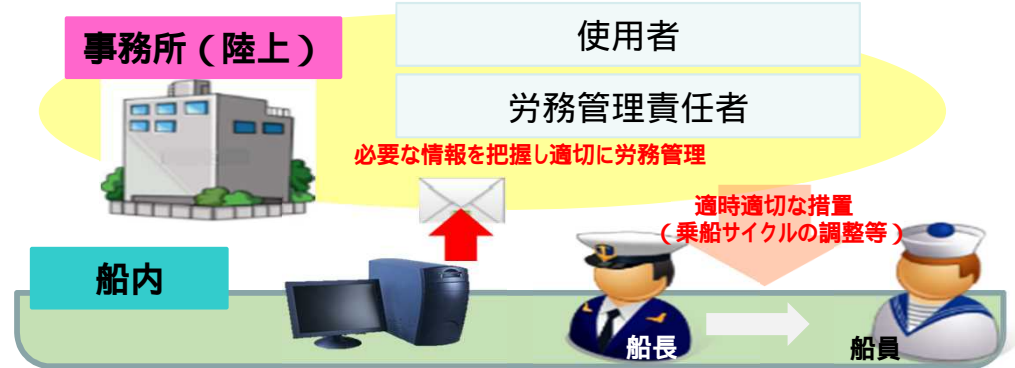 事務所（陸上）
使用者
労務管理責任者
必要な情報を把握し適切に労務管理
適時適切な措置
（乗船サイクルの調整等）
船内
船長
船員